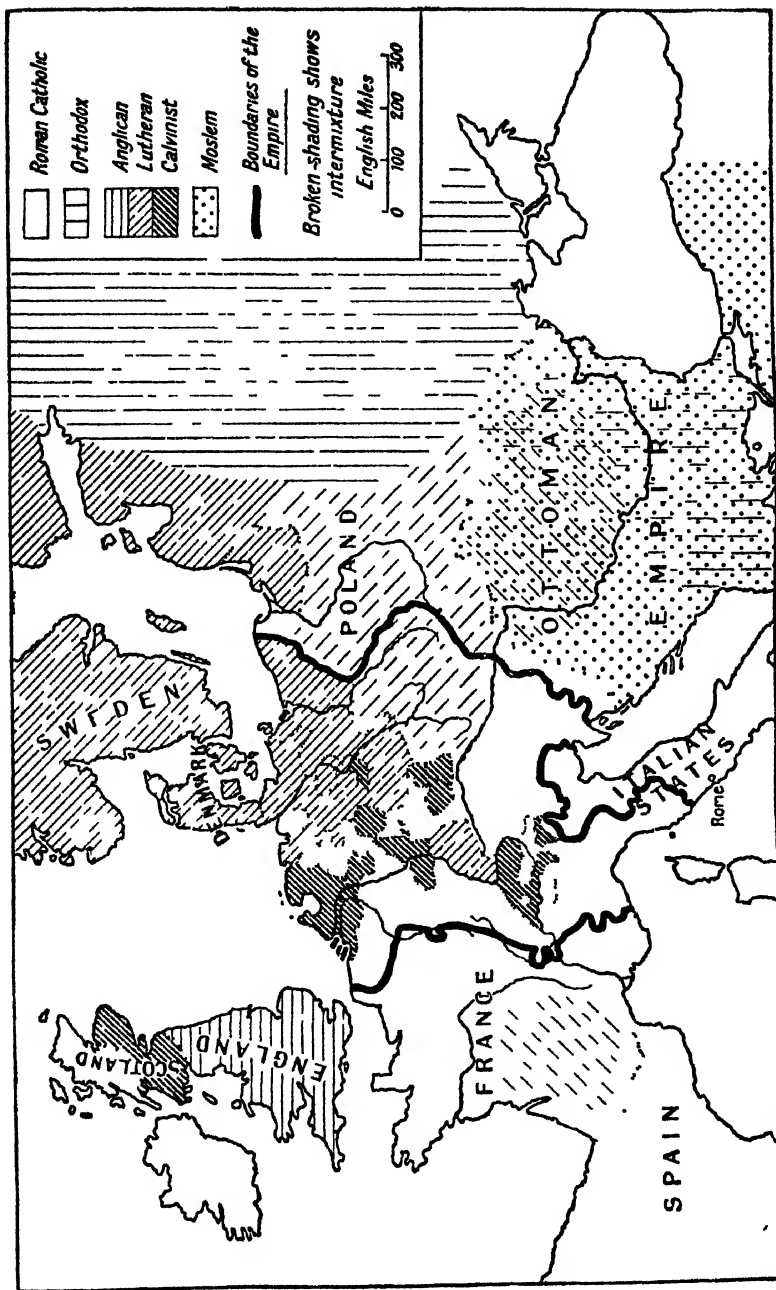 Roman Catholic
Orthodox
Anglican
Lutheran
Calvinist
Moslem
Boundaries of the
Empire
Broken shading shows
intermixture
English Miles
0 100 200 300
SWEDEN
DENMARK
SCOTLAND
ENGLAND
POLAND
FRANCE
OTTOMAN
EMPIRE
ITALIAN
STATES
Rome
SPAIN